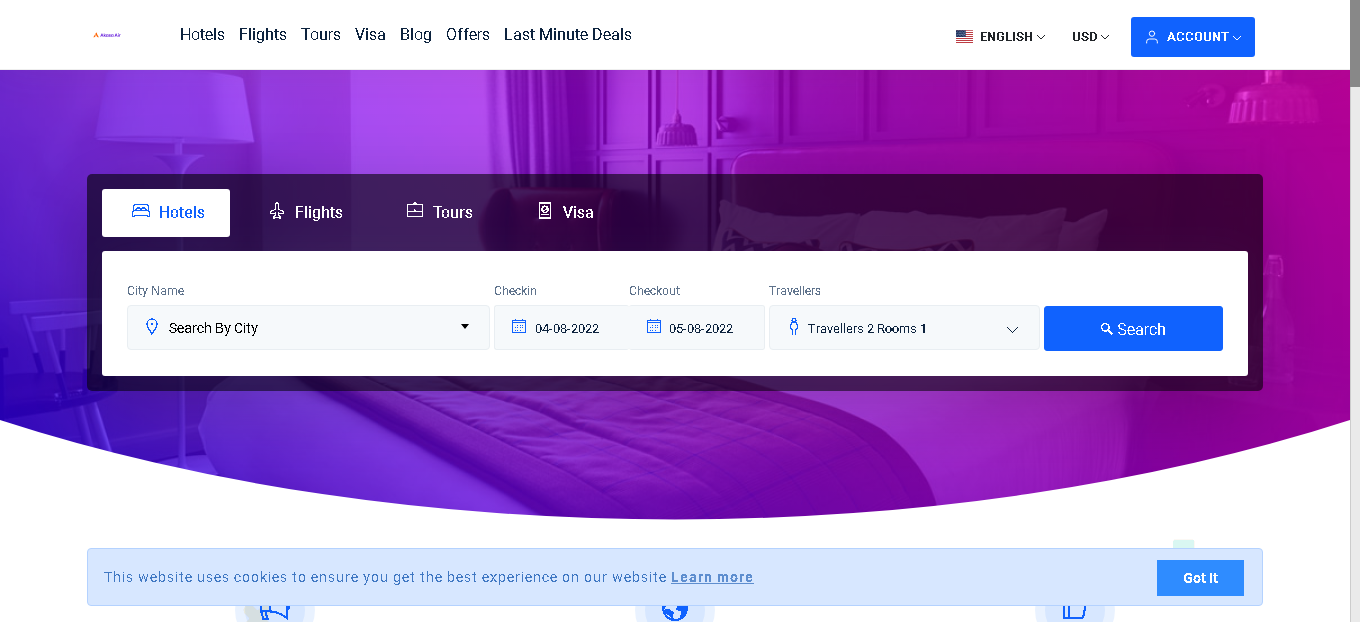 Hotels Flights Tours Visa Blog Offers Last Minute Deals
ENGLISH USD ACCOUNT
Hotels Flights Tours Visa
City Name Checkin Checkout Travellers
Search By City 04-08-2022 05-08-2022 Travellers 2 Rooms 1 Search
This website uses cookies to ensure you get the best experience on our website Learn more Got It